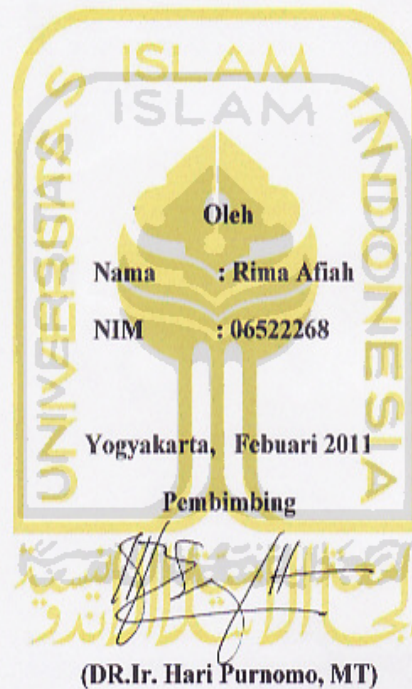 ISLAM
ISLAM
UNIVERSITAS
INDONESIA
Oleh
Nama : Rima Afiah
NIM : 06522268
Yogyakarta, Febuari 2011
Pembimbing
(DR.Ir. Hari Purnomo, MT)